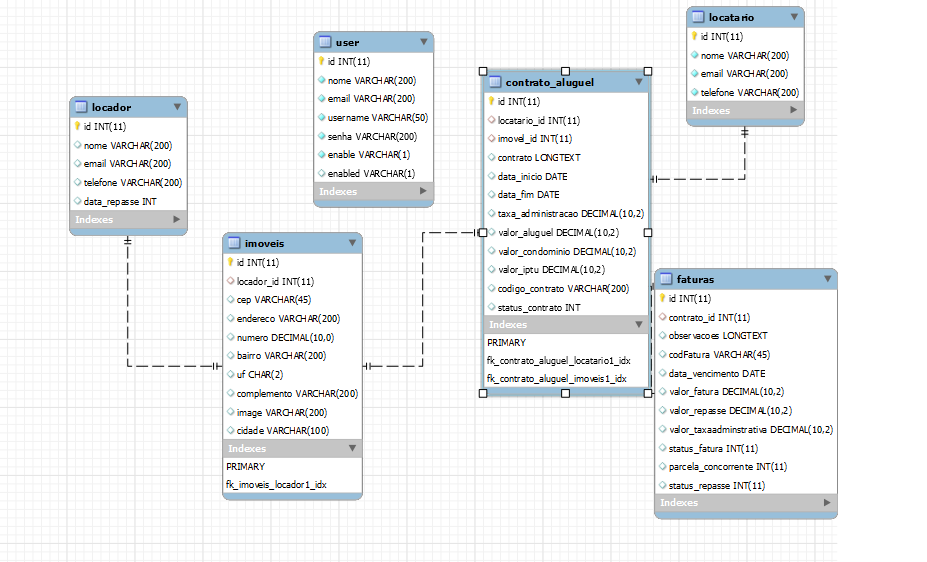 locador
id INT(11)
nome VARCHAR(200)
email VARCHAR(200)
telefone VARCHAR(200)
data_repasse INT
Indexes
user
id INT(11)
nome VARCHAR(200)
email VARCHAR(200)
username VARCHAR(50)
senha VARCHAR(200)
enable VARCHAR(1)
enabled VARCHAR(1)
Indexes
imoveis
id INT(11)
locador_id INT(11)
cep VARCHAR(45)
endereco VARCHAR(200)
numero DECIMAL(10,0)
bairro VARCHAR(200)
uf CHAR(2)
complemento VARCHAR(200)
image VARCHAR(200)
cidade VARCHAR(100)
Indexes
PRIMARY
fk_imoveis_locador1_idx
contrato_aluguel
id INT(11)
locatario_id INT(11)
imovel_id INT(11)
contrato LONGTEXT
data_inicio DATE
data_fim DATE
taxa_administracao DECIMAL(10,2)
valor_aluguel DECIMAL(10,2)
valor_condominio DECIMAL(10,2)
valor_iptu DECIMAL(10,2)
codigo_contrato VARCHAR(200)
status_contrato INT
Indexes
PRIMARY
fk_contrato_aluguel_locatario1_idx
fk_contrato_aluguel_imoveis1_idx
locatario
id INT(11)
nome VARCHAR(200)
email VARCHAR(200)
telefone VARCHAR(200)
Indexes
faturas
id INT(11)
contrato_id INT(11)
observacoes LONGTEXT
codFatura VARCHAR(45)
data_vencimento DATE
valor_fatura DECIMAL(10,2)
valor_repasse DECIMAL(10,2)
valor_taxaadminstrativa DECIMAL(10,2)
status_fatura INT(11)
parcela_concorrente INT(11)
status_repasse INT(11)
Indexes